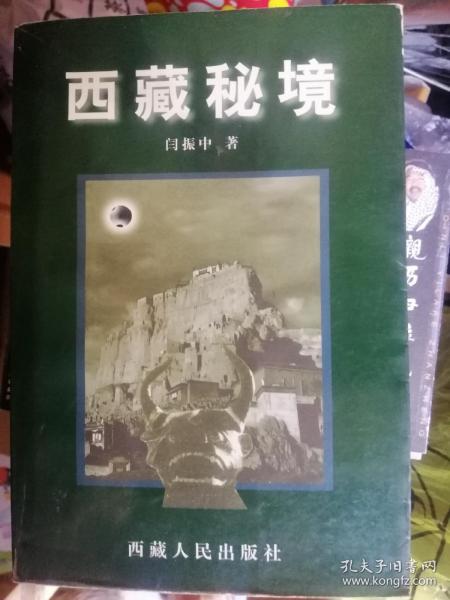 西藏秘境
闫振中 著
西藏人民出版社
孔夫子旧书网
www.kongfz.com